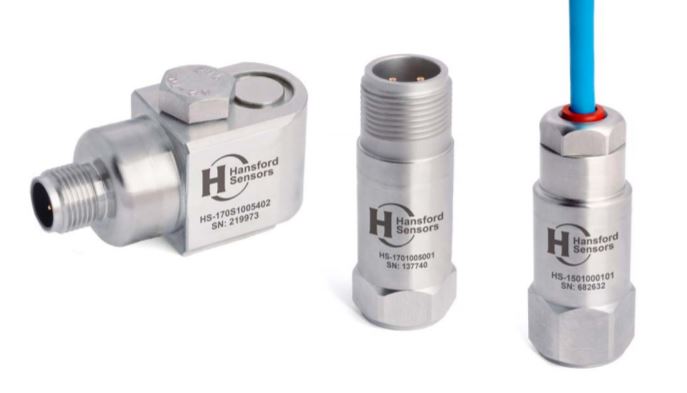 H Hansford
Sensors
HS-170S1005402
SN: 219973
H Hansford
Sensors
HS-1701005001
SN: 137740
H Hansford
Sensors
HS-1501000101
SN: 682632